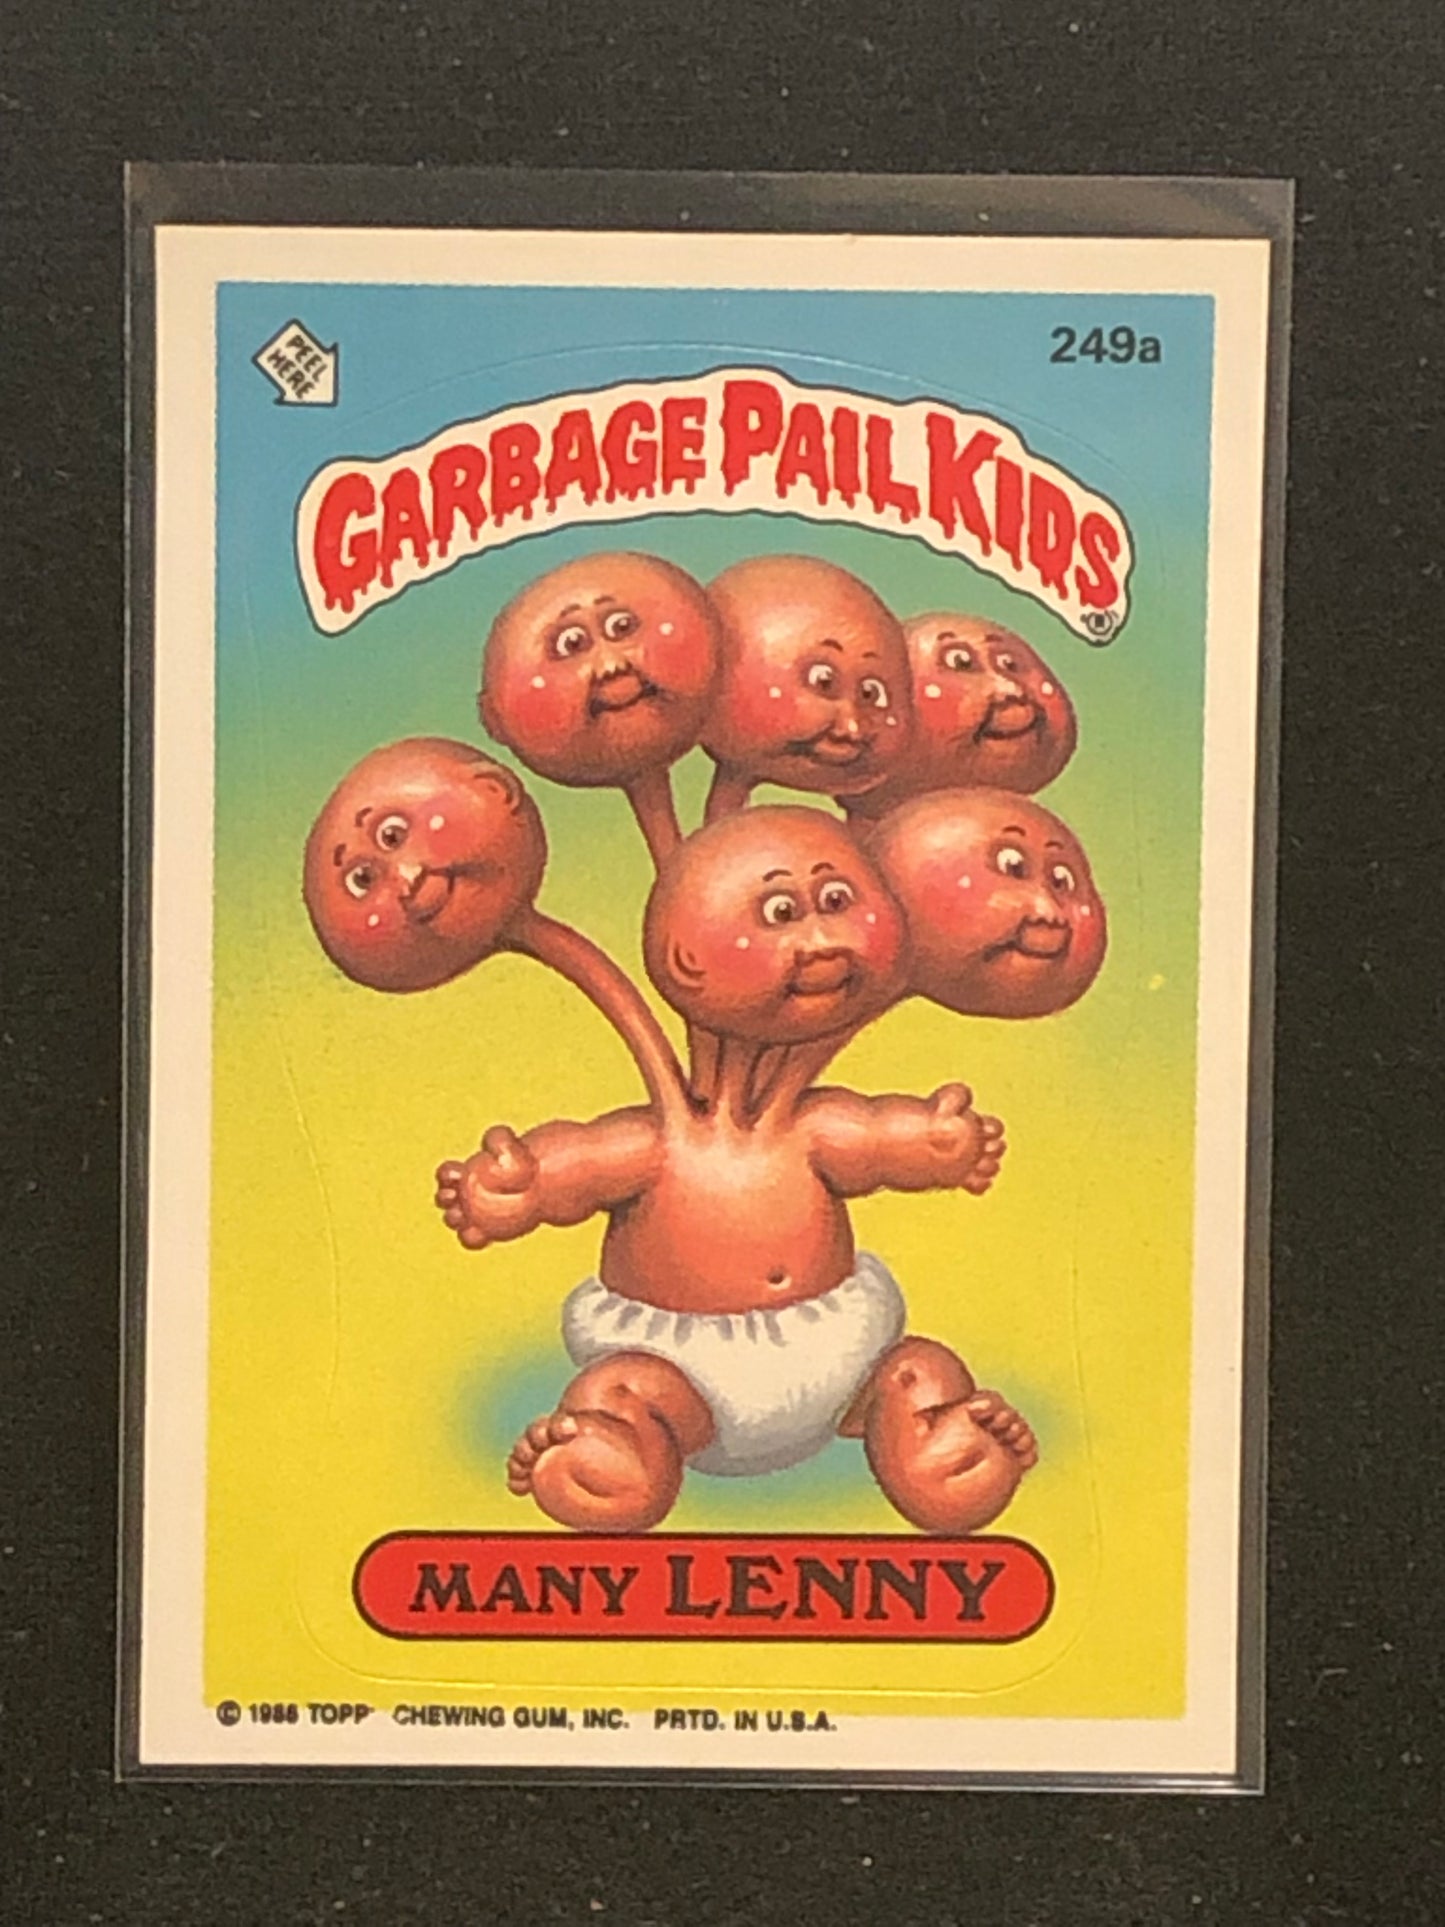 PEEL
HERE
249a
GARBAGE PAIL KIDS
MANY LENNY
© 1986 TOPP CHEWING GUM, INC. PRTD. IN U.S.A.